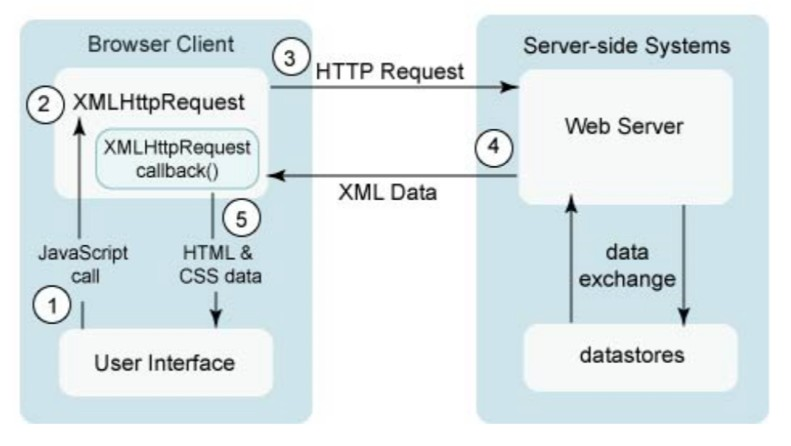 Browser Client
Server-side Systems
3
HTTP Request
2
XMLHttpRequest
XMLHttpRequest
callback()
Web Server
4
XML Data
5
JavaScript
call
HTML &
CSS data
data
exchange
1
User Interface
datastores